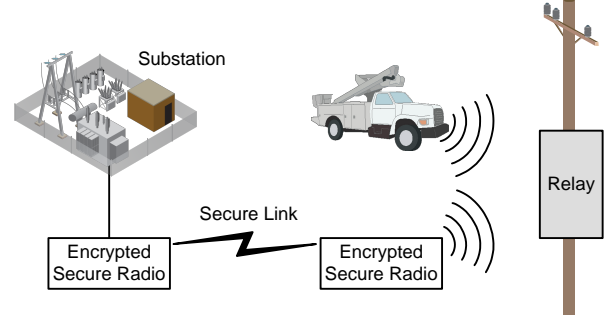 Substation
Relay
Secure Link
Encrypted
Secure Radio
Encrypted
Secure Radio